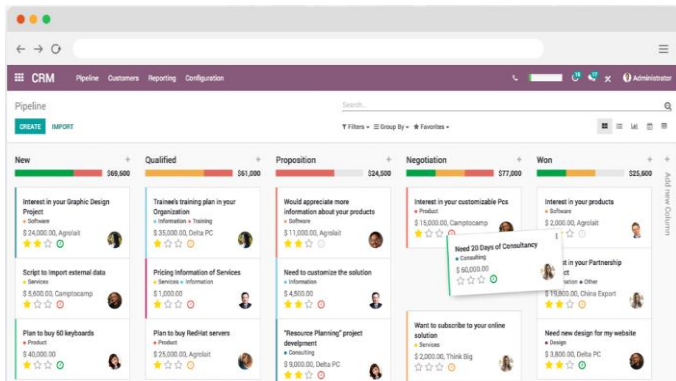 CRM Pipeline Customers Reporting Configuration Administrator
Pipeline
Search...
CREATE IMPORT
Filters Group By Favorites
New + $69,600
Interest in your Graphic Design
Project
Software
$ 24,000.00, Agrolait
Script to Import external data
Services
$ 5,600.00, Camptocamp
Plan to buy 60 keyboards
Product
$ 40,000.00
Qualified + $61,000
Trainee's training plan in your
Organization
Information Training
$ 35,000.00, Delta PC
Pricing Information of Services
Services Information
$ 1,000.00
Plan to buy RedHat servers
Product
$ 25,000.00, Agrolait
Proposition + $24,500
Would appreciate more
information about your products
Software
$ 11,000.00, Agrolait
Need to customize the solution
Information
$ 4,500.00
"Resource Planning" project
develpment
Consulting
$ 9,000.00, Delta PC
Negotiation + $77,000
Interest in your customizable Pcs
Product
$ 15,000.00, Camptocamp
Need 20 Days of Consultancy
Consulting
$ 60,000.00
Want to subscribe to your online
solution
Services
$ 2,000.00, Think Big
Won + $25,600
Interest in your products
Software
$ 2,000.00, Agrolait
in your Partnership
Other
$ 19,800.00, China Export
Need new design for my website
Design
$ 3,800.00, Delta PC
+
Add new Column